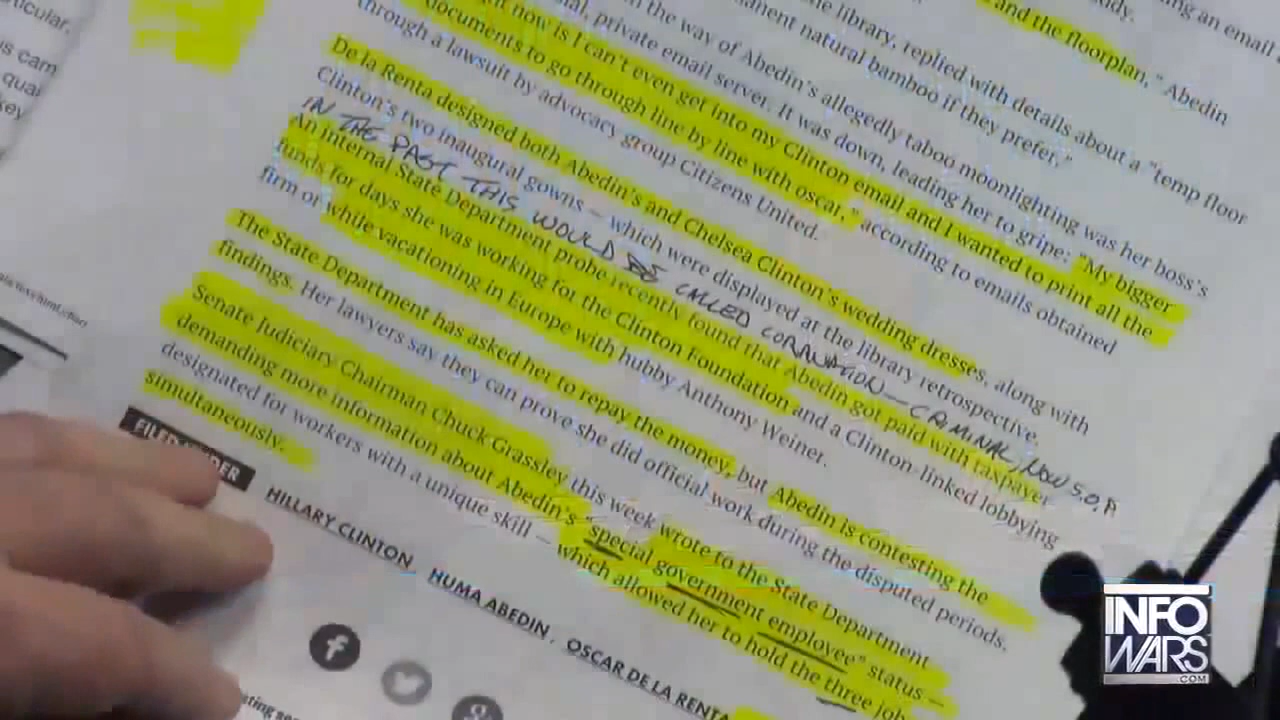 and the floorplan," Abedin
the library, replied with details about a "temp floor
nent natural bamboo if they prefer."
the way of Abedin's allegedly taboo moonlighting was her boss's
private email server. It was down, leading her to gripe: "My bigger
now is I can't even get into my Clinton email and I wanted to print all the
documents to go through line by line with oscar," according to emails obtained
through a lawsuit by advocacy group Citizens United.
De la Renta designed both Abedin's and Chelsea Clinton's wedding dresses, along with
Clinton's two inaugural gowns — which were displayed at the library retrospective.
IN THE PAST THIS WOULD BE CALLED CORRUPTION — CRIMINAL, NOW S.O.P.
An internal State Department probe recently found that Abedin got paid with taxpayer
funds for days she was working for the Clinton Foundation and a Clinton-linked lobbying
firm or while vacationing in Europe with hubby Anthony Weiner.
The State Department has asked her to repay the money, but Abedin is contesting the
findings. Her lawyers say they can prove she did official work during the disputed periods.
Senate Judiciary Chairman Chuck Grassley this week wrote to the State Department
demanding more information about Abedin's "special government employee" status —
designated for workers with a unique skill — which allowed her to hold the three job
simultaneously.
FILED UNDER
HILLARY CLINTON, HUMA ABEDIN, OSCAR DE LA RENTA
INFO
WARS
.COM